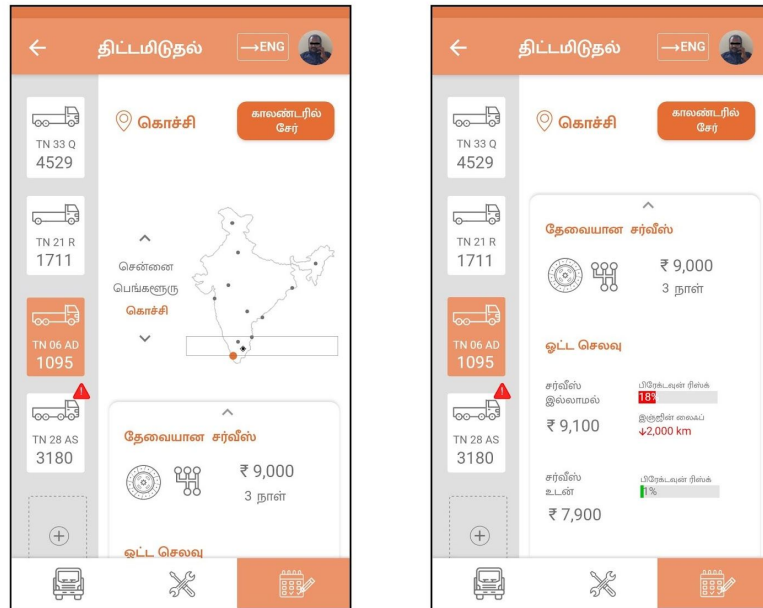 திட்டமிடுதல்
→ENG
TN 33 Q
4529
TN 21 R
1711
TN 06 AD
1095
TN 28 AS
3180
கொச்சி
காலண்டரில்
சேர்
சென்னை
பெங்களூரு
கொச்சி
தேவையான சர்வீஸ்
₹ 9,000
3 நாள்
ஓட்ட செலவு
திட்டமிடுதல்
→ENG
TN 33 Q
4529
TN 21 R
1711
TN 06 AD
1095
TN 28 AS
3180
கொச்சி
காலண்டரில்
சேர்
தேவையான சர்வீஸ்
₹ 9,000
3 நாள்
ஓட்ட செலவு
சர்வீஸ்
இல்லாமல்
₹ 9,100
பிரேக்டவுன் ரிஸ்க்
18%
இஞ்ஜின் லைஃப்
↓2,000 km
சர்வீஸ்
உடன்
₹ 7,900
பிரேக்டவுன் ரிஸ்க்
1%